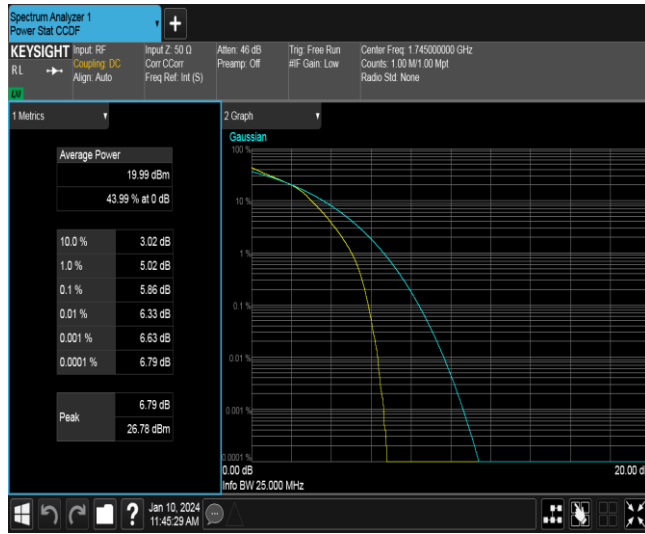 Spectrum Analyzer 1
Power Stat CCDF
+
KEYSIGHT
RL
LXI
Input: RF
Coupling: DC
Align: Auto
Input Z: 50 Ω
Corr CCorr
Freq Ref: Int (S)
Atten: 46 dB
Preamp: Off
Trig: Free Run
#IF Gain: Low
Center Freq: 1.745000000 GHz
Counts: 1.00 M/1.00 Mpt
Radio Std: None
1 Metrics
Average Power
19.99 dBm
43.99 % at 0 dB
10.0 % 3.02 dB
1.0 % 5.02 dB
0.1 % 5.86 dB
0.01 % 6.33 dB
0.001 % 6.63 dB
0.0001 % 6.79 dB
Peak
6.79 dB
26.78 dBm
2 Graph
Gaussian
100 %
10 %
1 %
0.1 %
0.01 %
0.001 %
0.0001 %
0.00 dB
20.00 d
Info BW 25.000 MHz
?
Jan 10, 2024
11:45:29 AM